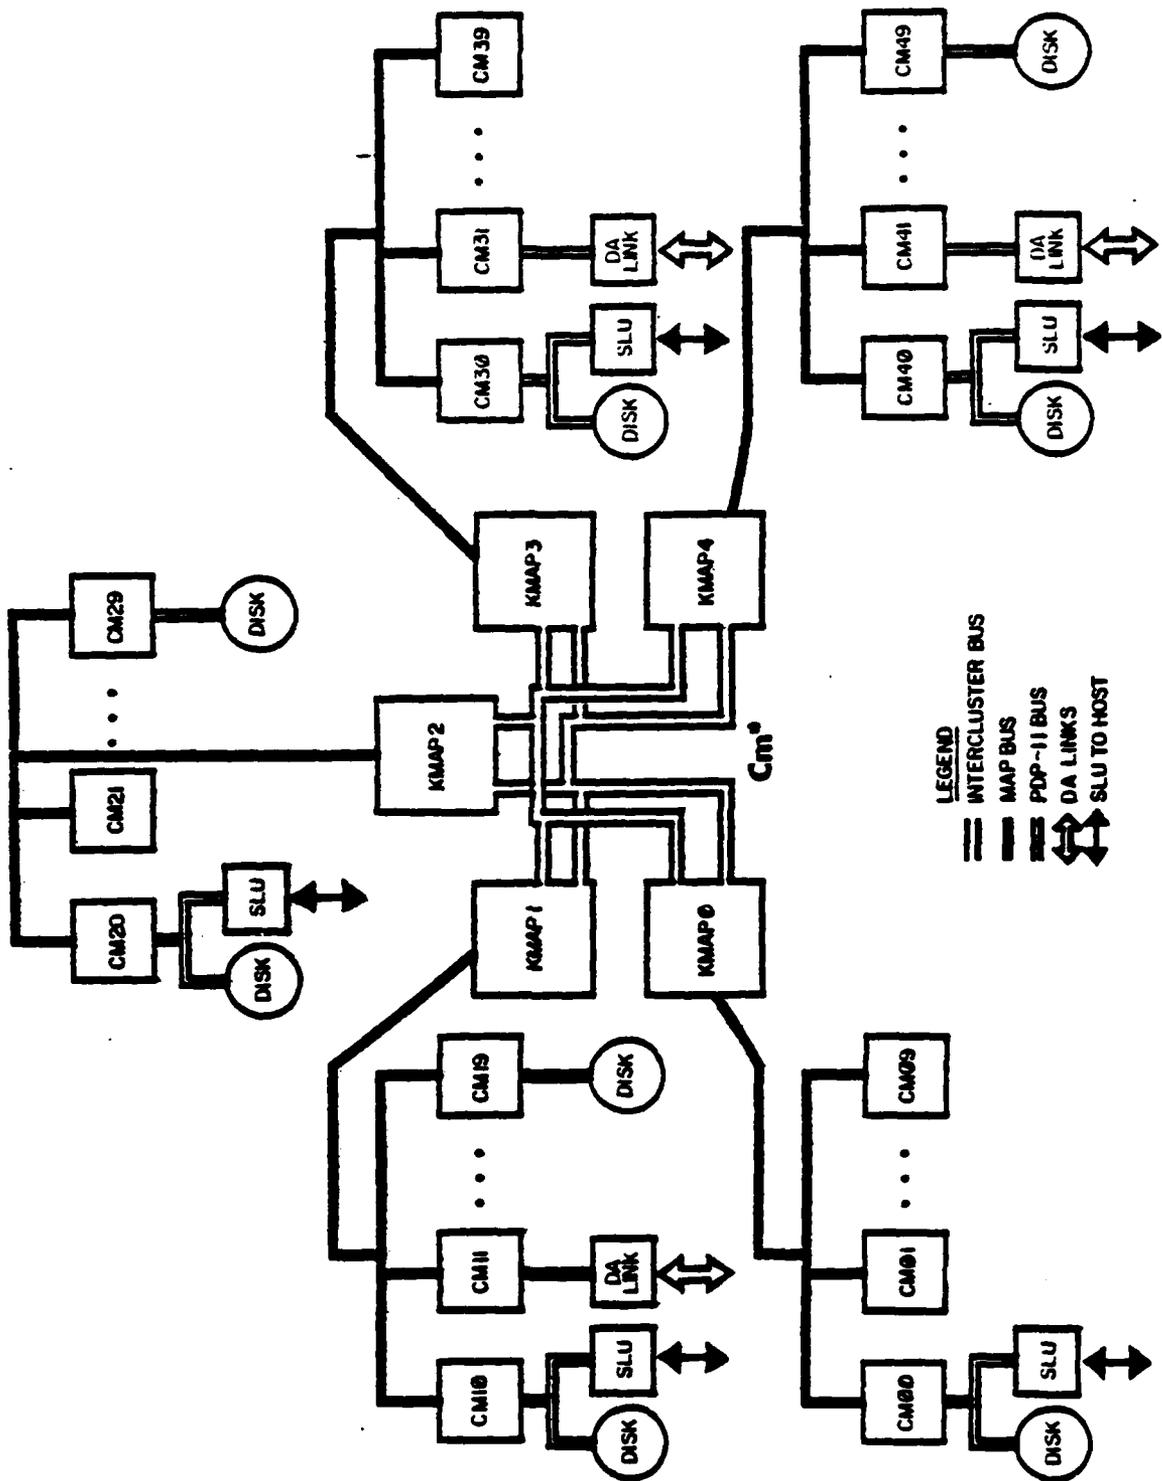 CM20
CM21
CM29
DISK
SLU
DISK
KMAP2
CM10
CM11
CM19
DISK
SLU
DA
LINK
DISK
KMAP1
KMAP3
CM30
CM31
CM39
DISK
SLU
DA
LINK
KMAP0
KMAP4
Cm*
CM00
CM01
CM09
DISK
SLU
CM40
CM41
CM49
DISK
SLU
DA
LINK
DISK
LEGEND
INTERCLUSTER BUS
MAP BUS
PDP-11 BUS
DA LINKS
SLU TO HOST